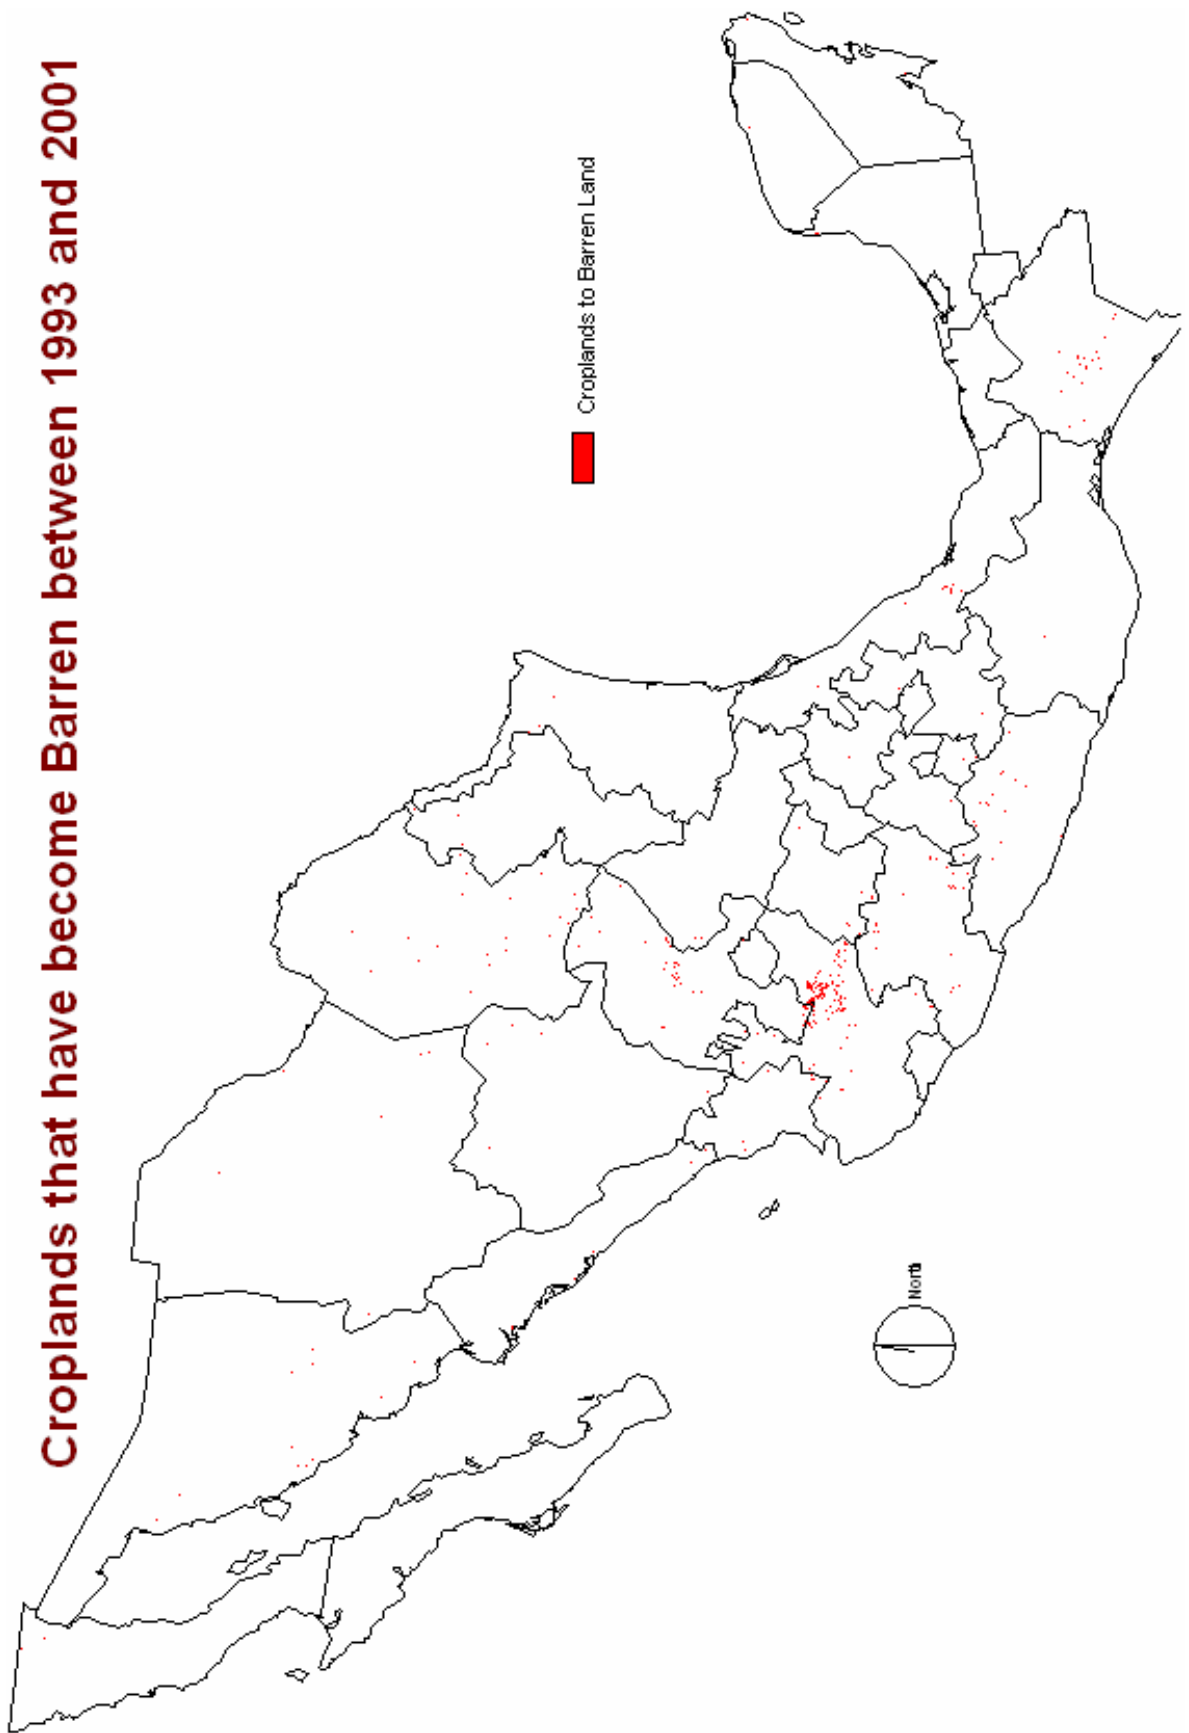 Croplands that have become Barren between 1993 and 2001
Croplands to Barren Land
North